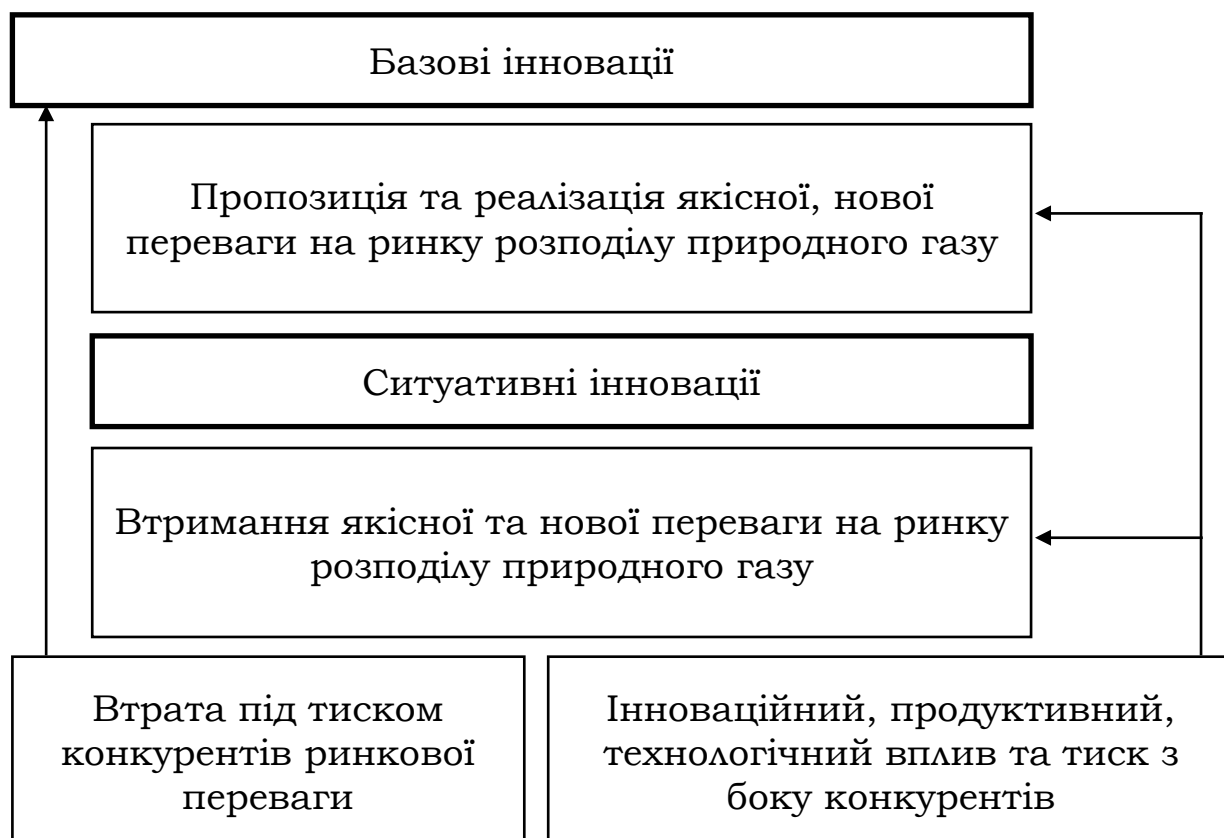 Базові інновації
Пропозиція та реалізація якісної, нової
переваги на ринку розподілу природного газу
Ситуативні інновації
Втримання якісної та нової переваги на ринку
розподілу природного газу
Втрата під тиском
конкурентів ринкової
переваги
Інноваційний, продуктивний,
технологічний вплив та тиск з
боку конкурентів